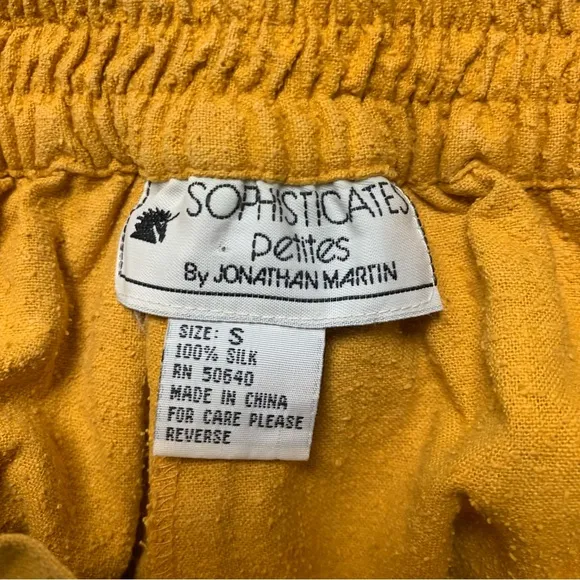 SOPHISTICATES
Petites
By JONATHAN MARTIN
SIZE: S
100% SILK
RN 50640
MADE IN CHINA
FOR CARE PLEASE
REVERSE